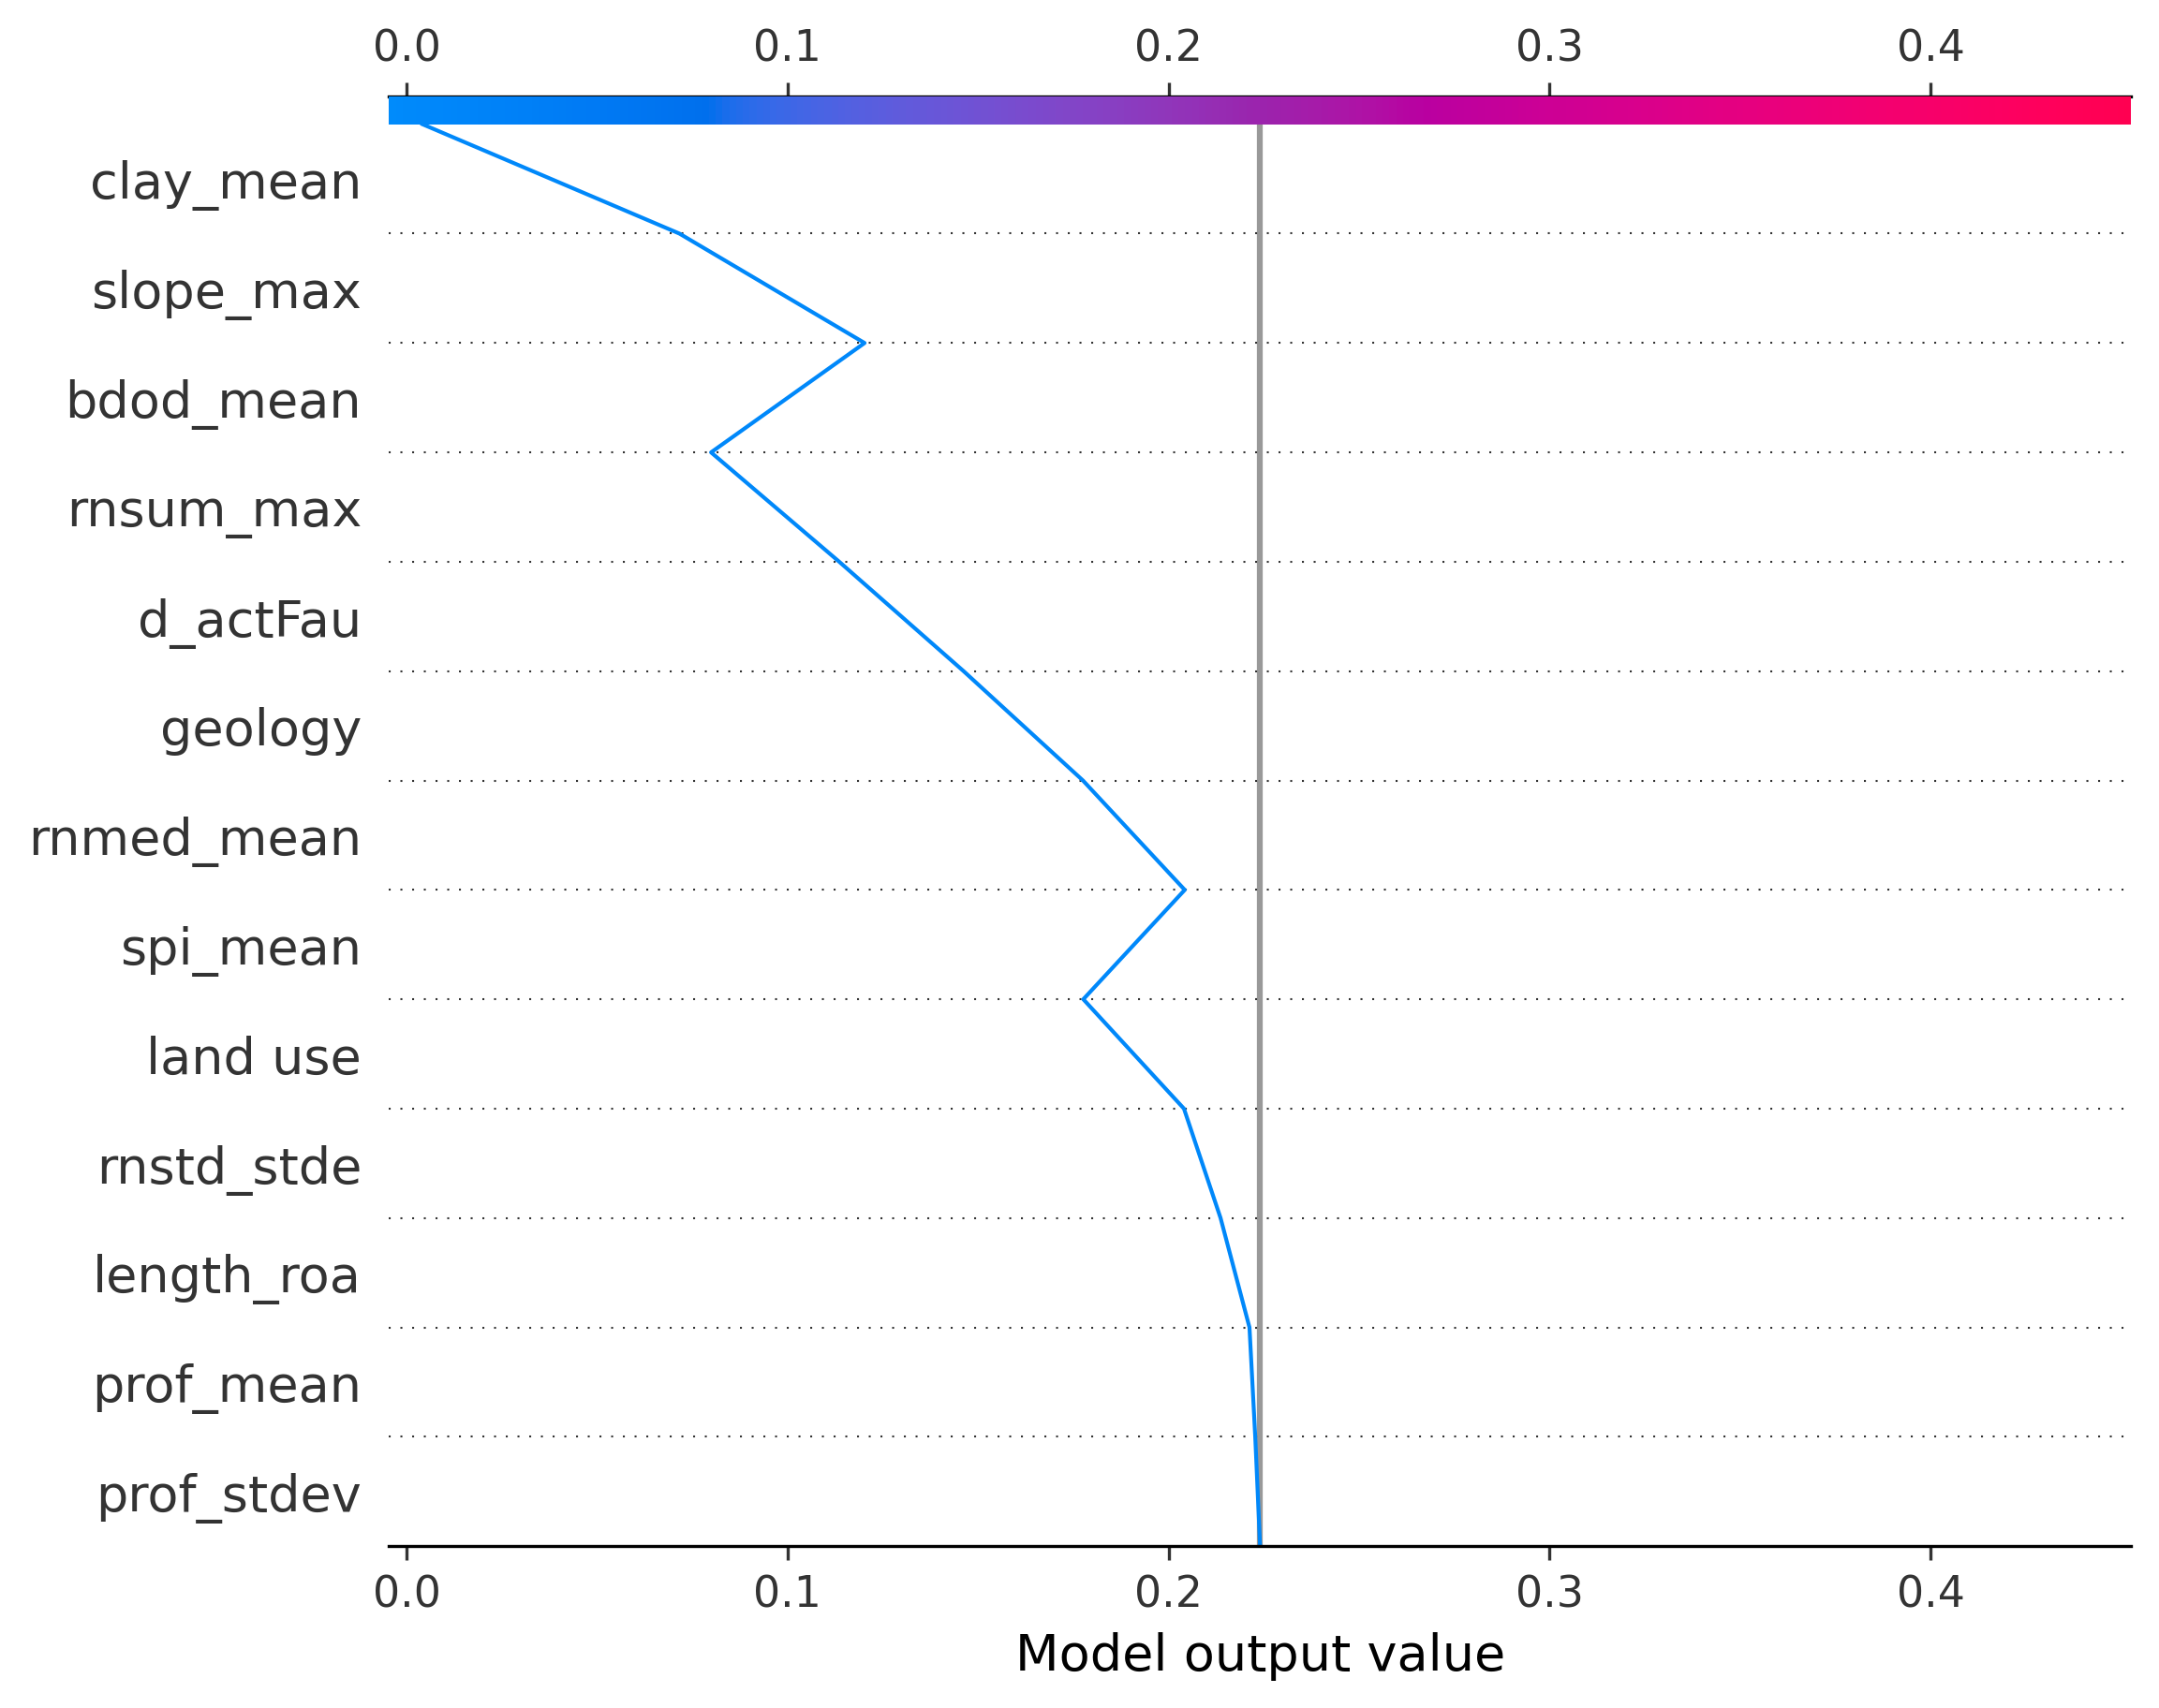 0.0 0.1 0.2 0.3 0.4
clay_mean
slope_max
bdod_mean
rnsum_max
d_actFau
geology
rnmed_mean
spi_mean
land use
rnstd_stde
length_roa
prof_mean
prof_stdev
0.0 0.1 0.2 0.3 0.4
Model output value